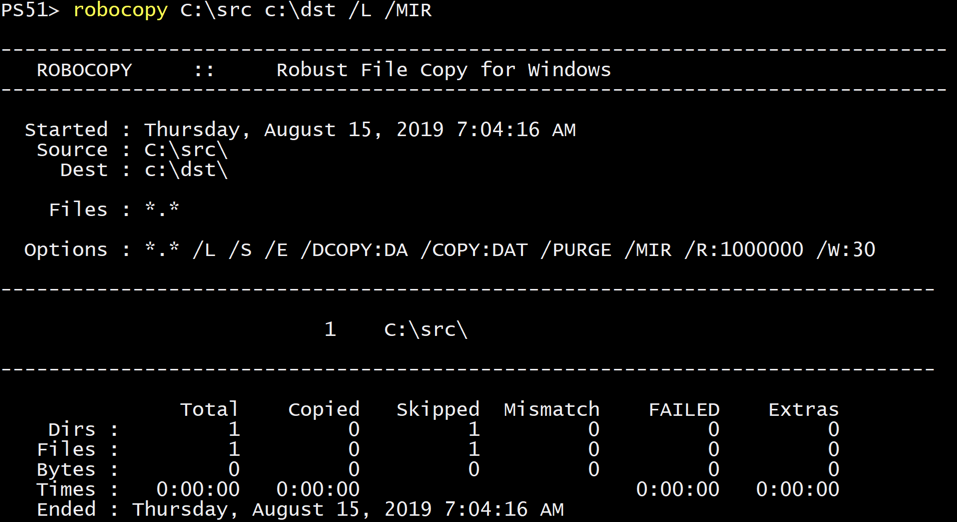 PS51> robocopy C:\src c:\dst /L /MIR
-------------------------------------------------------------------------------
ROBOCOPY     ::     Robust File Copy for Windows
-------------------------------------------------------------------------------
Started : Thursday, August 15, 2019 7:04:16 AM
Source : C:\src\
Dest : c:\dst\
Files : *.*
Options : *.* /L /S /E /DCOPY:DA /COPY:DAT /PURGE /MIR /R:1000000 /W:30
------------------------------------------------------------------------------
1    C:\src\
------------------------------------------------------------------------------
Total    Copied   Skipped  Mismatch    FAILED    Extras
Dirs :         1         0         1         0         0         0
Files :         1         0         1         0         0         0
Bytes :         0         0         0         0         0         0
Times :   0:00:00   0:00:00                       0:00:00   0:00:00
Ended : Thursday, August 15, 2019 7:04:16 AM